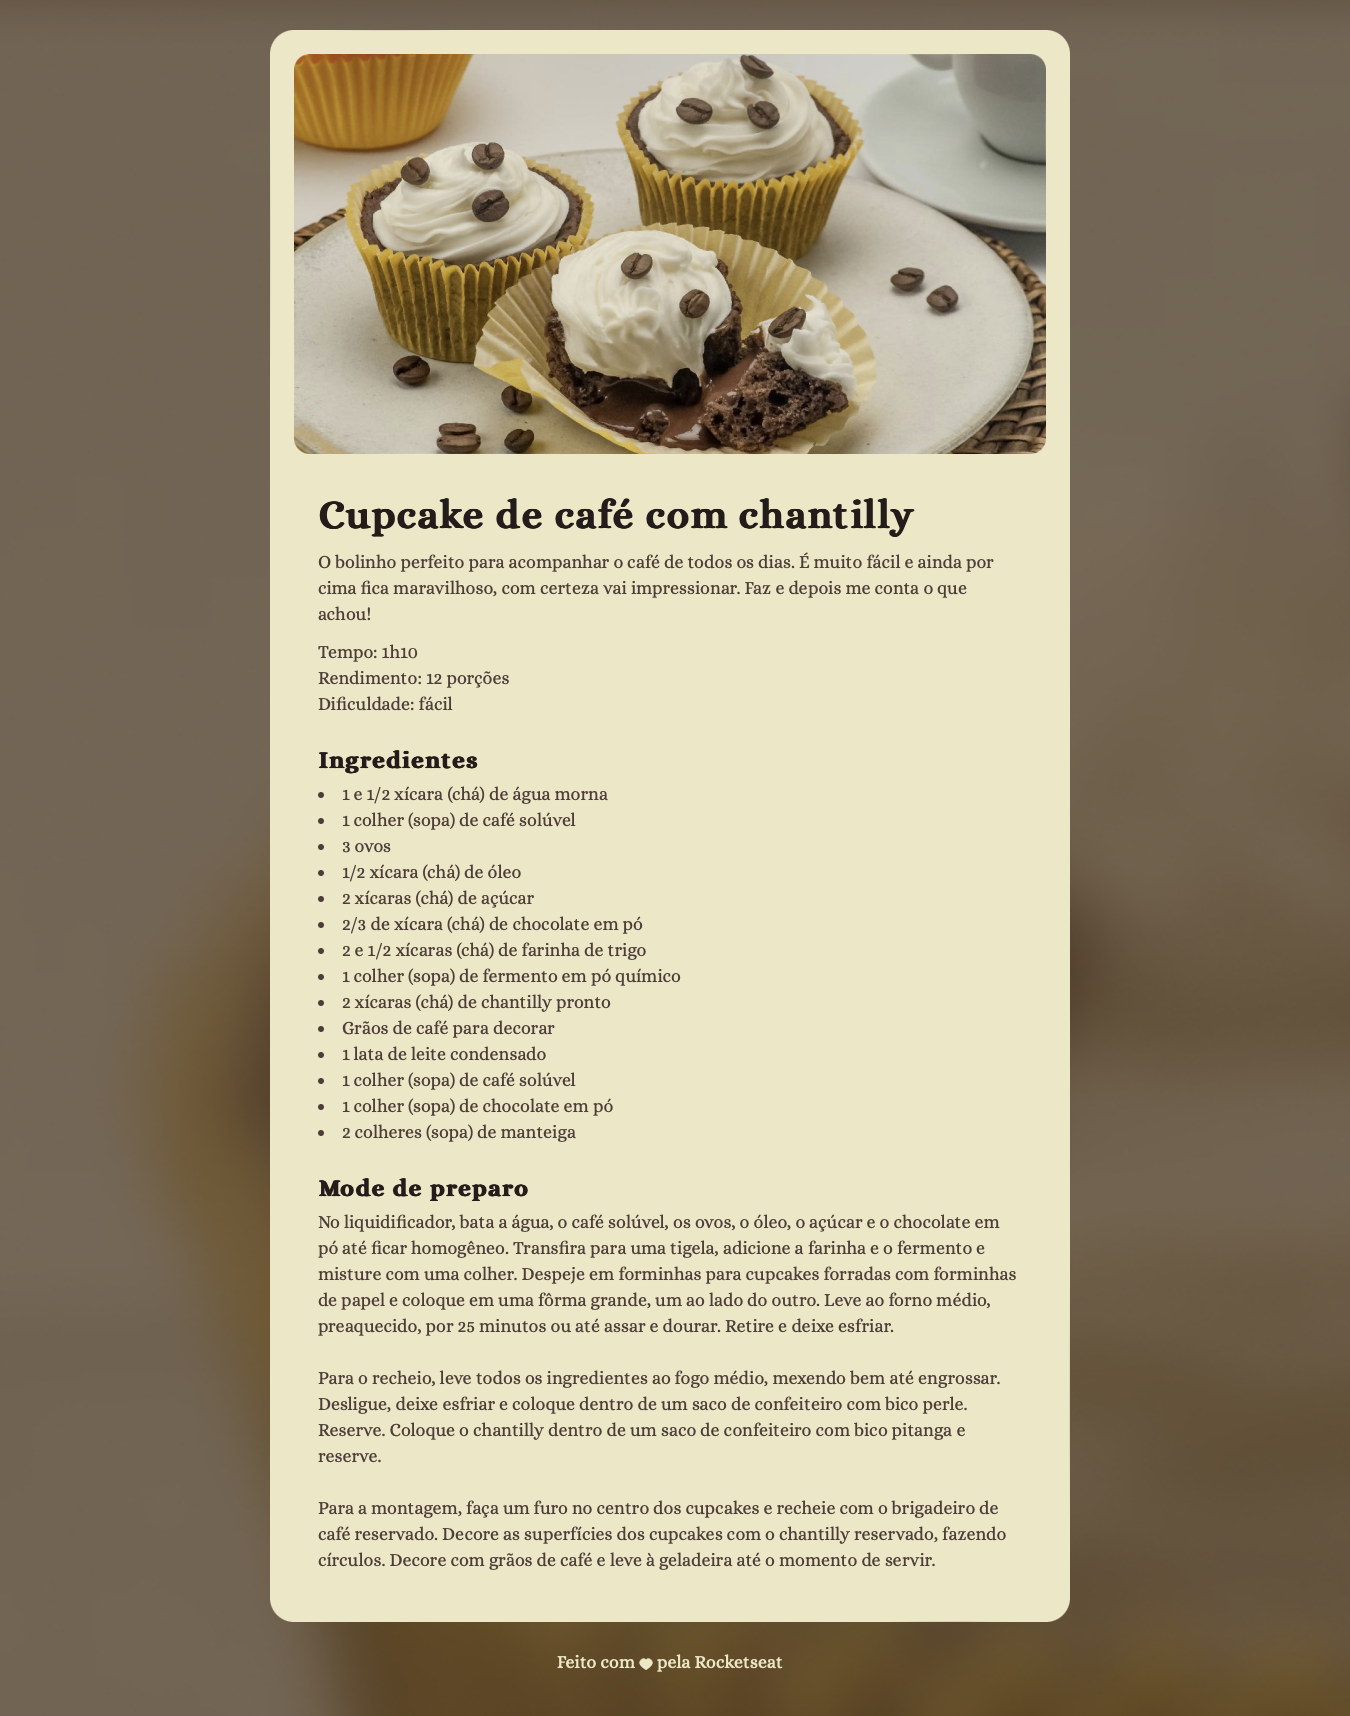 Cupcake de café com chantilly
O bolinho perfeito para acompanhar o café de todos os dias. É muito fácil e ainda por
cima fica maravilhoso, com certeza vai impressionar. Faz e depois me conta o que
achou!
Tempo: 1h10
Rendimento: 12 porções
Dificuldade: fácil
Ingredientes
• 1 e 1/2 xícara (chá) de água morna
• 1 colher (sopa) de café solúvel
• 3 ovos
• 1/2 xícara (chá) de óleo
• 2 xícaras (chá) de açúcar
• 2/3 de xícara (chá) de chocolate em pó
• 2 e 1/2 xícaras (chá) de farinha de trigo
• 1 colher (sopa) de fermento em pó químico
• 2 xícaras (chá) de chantilly pronto
• Grãos de café para decorar
• 1 lata de leite condensado
• 1 colher (sopa) de café solúvel
• 1 colher (sopa) de chocolate em pó
• 2 colheres (sopa) de manteiga
Mode de preparo
No liquidificador, bata a água, o café solúvel, os ovos, o óleo, o açúcar e o chocolate em
pó até ficar homogêneo. Transfira para uma tigela, adicione a farinha e o fermento e
misture com uma colher. Despeje em forminhas para cupcakes forradas com forminhas
de papel e coloque em uma fôrma grande, um ao lado do outro. Leve ao forno médio,
preaquecido, por 25 minutos ou até assar e dourar. Retire e deixe esfriar.
Para o recheio, leve todos os ingredientes ao fogo médio, mexendo bem até engrossar.
Desligue, deixe esfriar e coloque dentro de um saco de confeiteiro com bico perle.
Reserve. Coloque o chantilly dentro de um saco de confeiteiro com bico pitanga e
reserve.
Para a montagem, faça um furo no centro dos cupcakes e recheie com o brigadeiro de
café reservado. Decore as superfícies dos cupcakes com o chantilly reservado, fazendo
círculos. Decore com grãos de café e leve à geladeira até o momento de servir.
Feito com ♥ pela Rocketseat